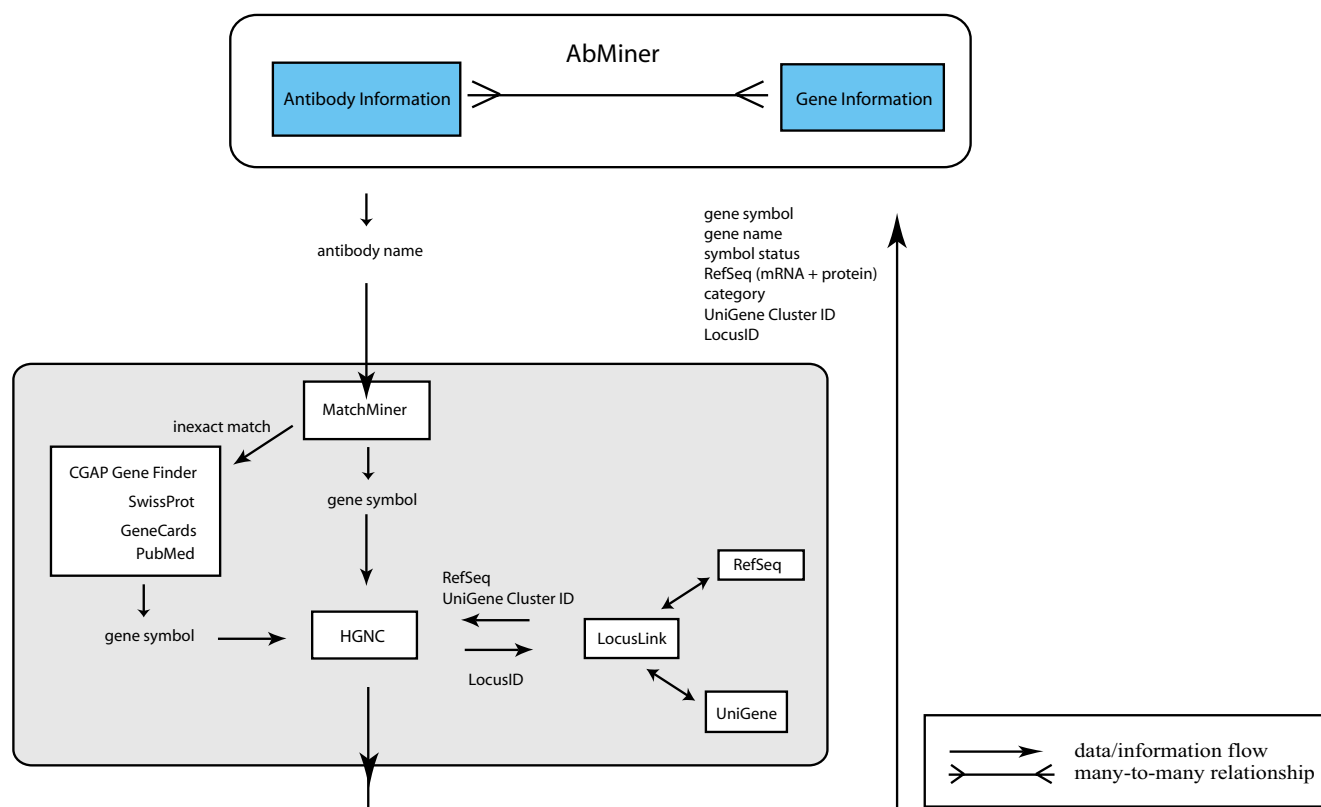 AbMiner
Antibody Information
Gene Information
antibody name
gene symbol
gene name
symbol status
RefSeq (mRNA + protein)
category
UniGene Cluster ID
LocusID
MatchMiner
inexact match
CGAP Gene Finder
SwissProt
GeneCards
PubMed
gene symbol
gene symbol
HGNC
RefSeq
UniGene Cluster ID
LocusID
LocusLink
RefSeq
UniGene
data/information flow
many-to-many relationship